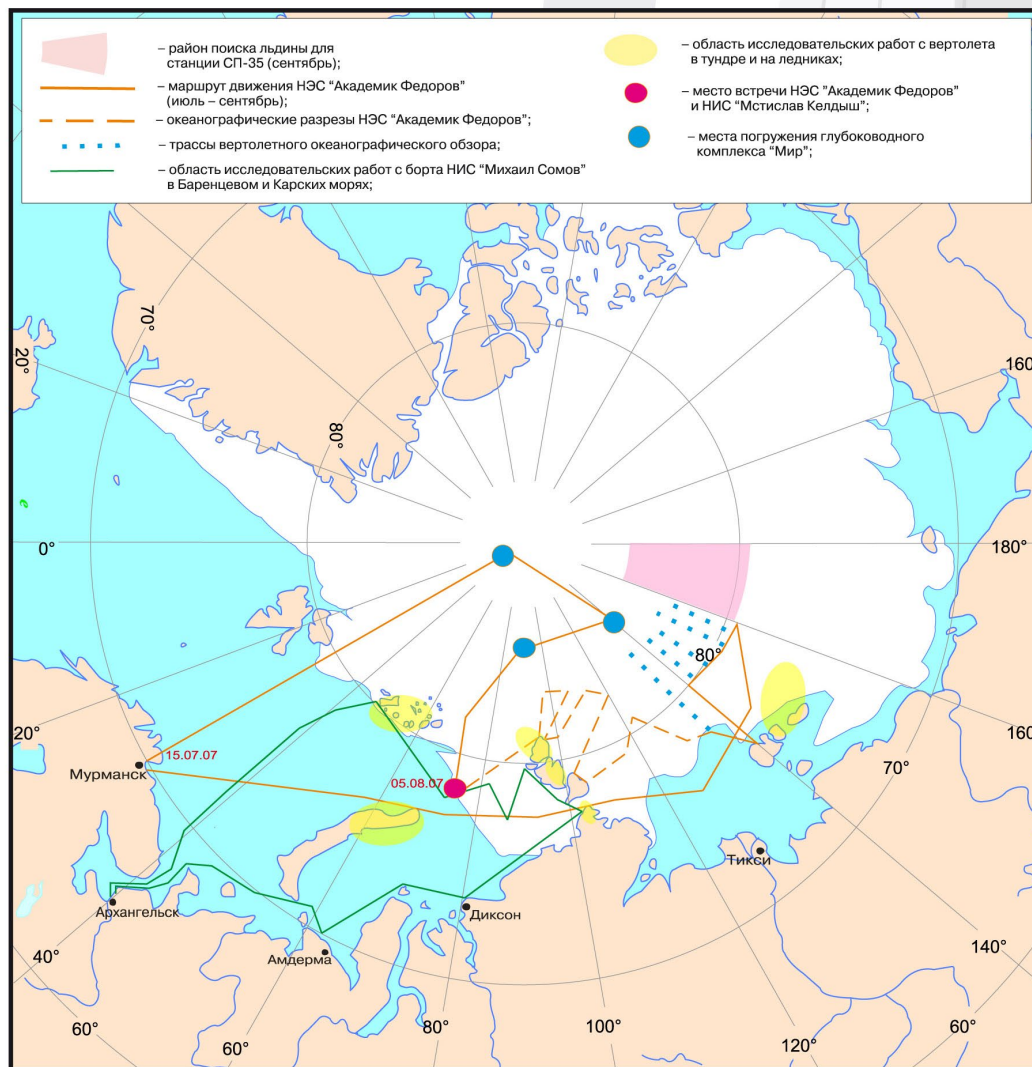 – район поиска льдины для
станции СП-35 (сентябрь);
– маршрут движения НЭС “Академик Федоров”
(июль – сентябрь);
– океанографические разрезы НЭС “Академик Федоров”;
– трассы вертолетного океанографического обзора;
– область исследовательских работ с борта НИС “Михаил Сомов”
в Баренцевом и Карских морях;
– область исследовательских работ с вертолета
в тундре и на ледниках;
– место встречи НЭС “Академик Федоров”
и НИС “Мстислав Келдыш”;
– места погружения глубоководного
комплекса “Мир”;
70°
20°
160°
80°
0°
180°
80°
20°
160°
15.07.07
Мурманск
05.08.07
70°
Тикси
Архангельск
Диксон
40°
Амдерма
140°
60°
80°
100°
60°
60°
120°